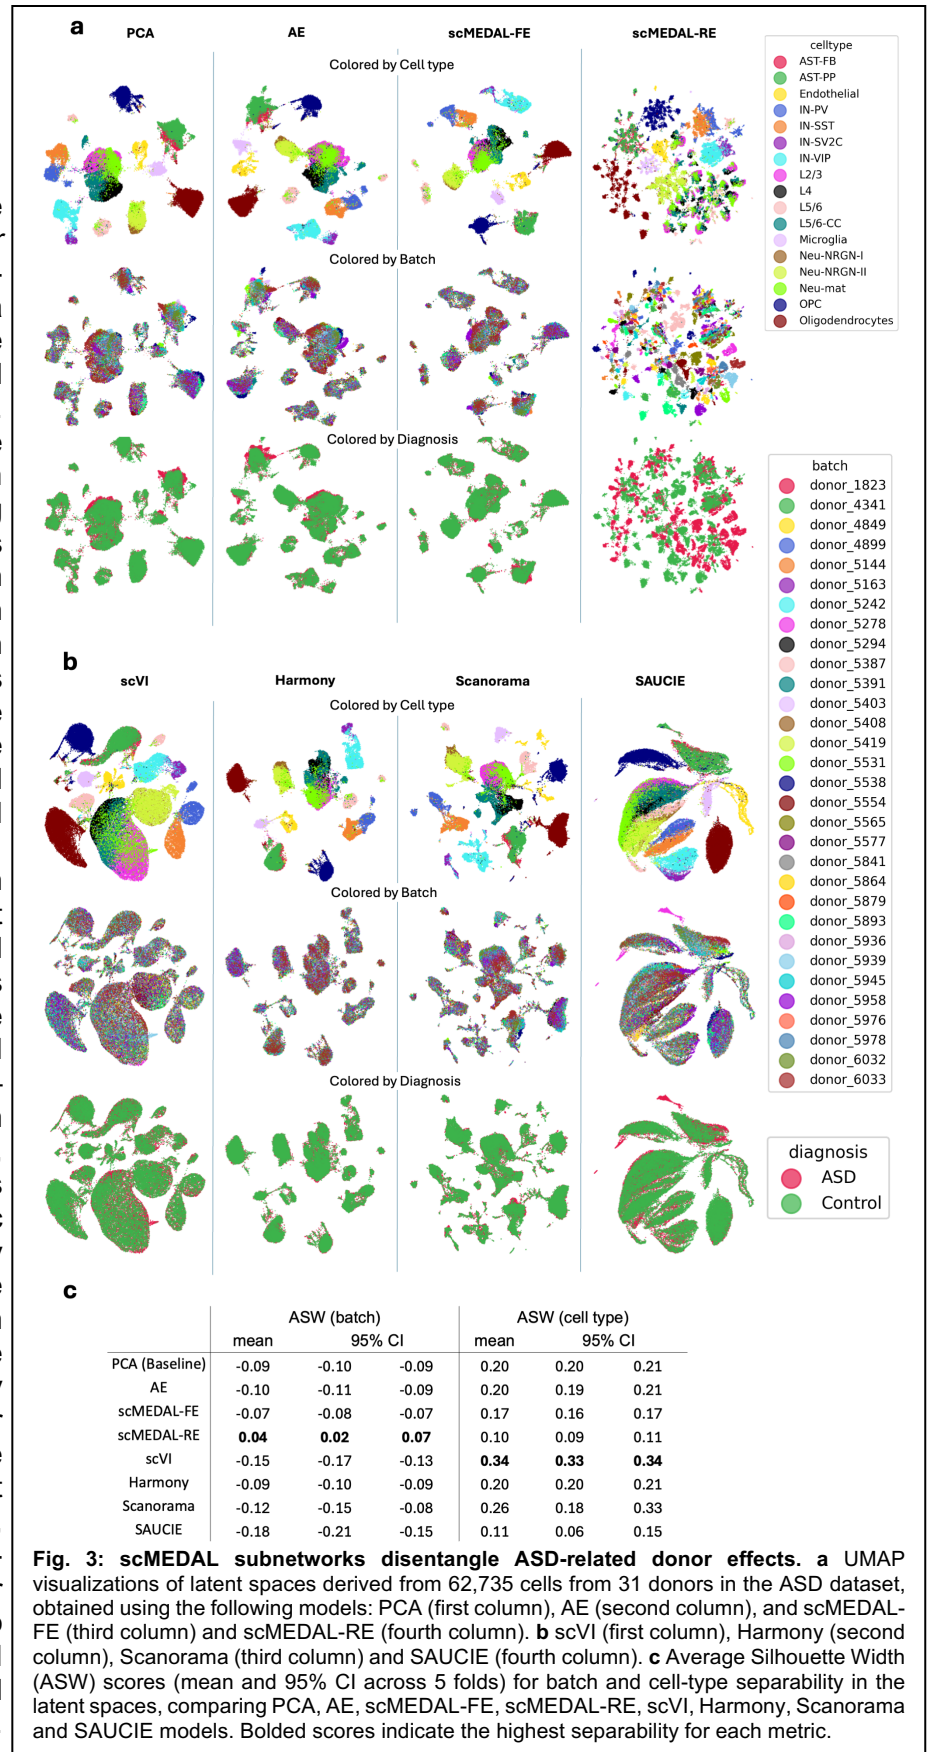 a
PCA AE scMEDAL-FE scMEDAL-RE
Colored by Cell type
celltype
AST-FB
AST-PP
Endothelial
IN-PV
IN-SST
IN-SV2C
IN-VIP
L2/3
L4
L5/6
L5/6-CC
Microglia
Neu-NRGN-I
Neu-NRGN-II
Neu-mat
OPC
Oligodendrocytes
Colored by Batch
Colored by Diagnosis
batch
donor_1823
donor_4341
donor_4849
donor_4899
donor_5144
donor_5163
donor_5242
donor_5278
donor_5294
donor_5387
donor_5391
donor_5403
donor_5408
donor_5419
donor_5531
donor_5538
donor_5554
donor_5565
donor_5577
donor_5841
donor_5864
donor_5879
donor_5893
donor_5936
donor_5939
donor_5945
donor_5958
donor_5976
donor_5978
donor_6032
donor_6033
b
scVI Harmony Scanorama SAUCIE
Colored by Cell type
Colored by Batch
Colored by Diagnosis
diagnosis
ASD
Control
c
ASW (batch) ASW (cell type)
mean 95% CI mean 95% CI
PCA (Baseline) -0.09 -0.10 -0.09 0.20 0.20 0.21
AE -0.10 -0.11 -0.09 0.20 0.19 0.21
scMEDAL-FE -0.07 -0.08 -0.07 0.17 0.16 0.17
scMEDAL-RE 0.04 0.02 0.07 0.10 0.09 0.11
scVI -0.15 -0.17 -0.13 0.34 0.33 0.34
Harmony -0.09 -0.10 -0.09 0.20 0.20 0.21
Scanorama -0.12 -0.15 -0.08 0.26 0.18 0.33
SAUCIE -0.18 -0.21 -0.15 0.11 0.06 0.15
Fig. 3: scMEDAL subnetworks disentangle ASD-related donor effects. a UMAP
visualizations of latent spaces derived from 62,735 cells from 31 donors in the ASD dataset,
obtained using the following models: PCA (first column), AE (second column), and scMEDAL-
FE (third column) and scMEDAL-RE (fourth column). b scVI (first column), Harmony (second
column), Scanorama (third column) and SAUCIE (fourth column). c Average Silhouette Width
(ASW) scores (mean and 95% CI across 5 folds) for batch and cell-type separability in the
latent spaces, comparing PCA, AE, scMEDAL-FE, scMEDAL-RE, scVI, Harmony, Scanorama
and SAUCIE models. Bolded scores indicate the highest separability for each metric.